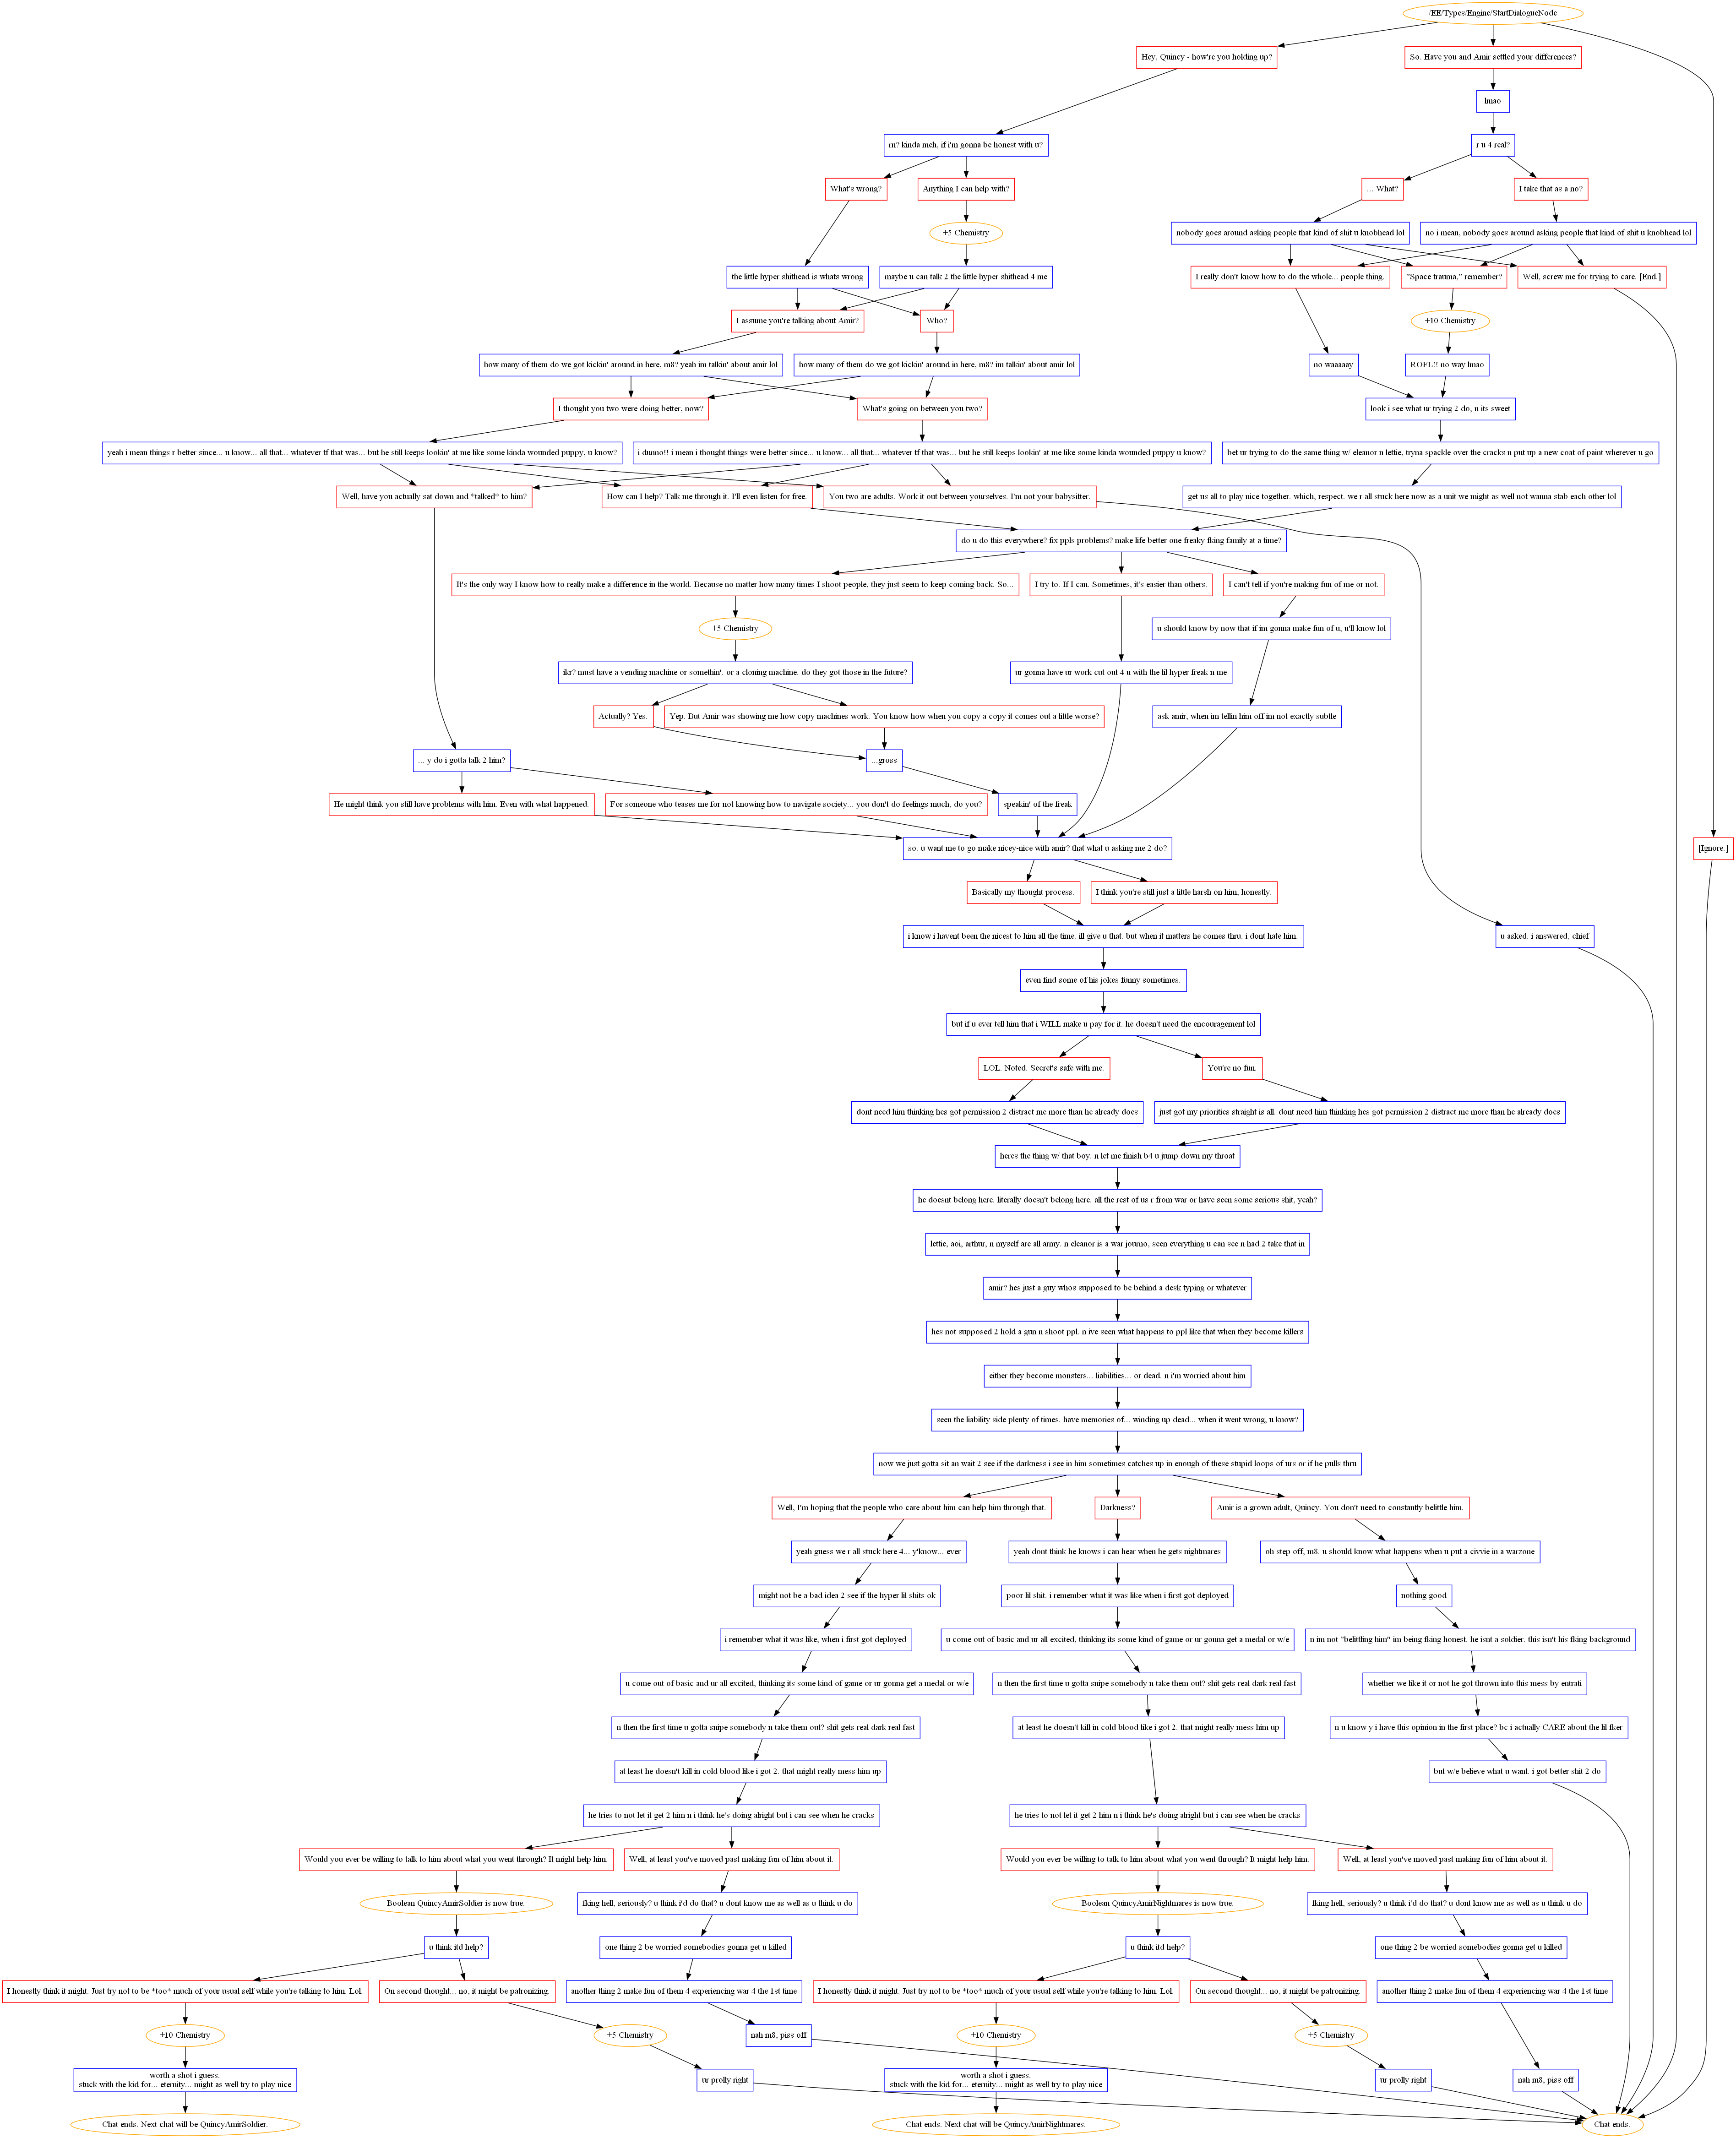 /EE/Types/Engine/StartDialogueNode
Hey, Quincy - how're you holding up?
So. Have you and Amir settled your differences?
lmao
rn? kinda meh, if i'm gonna be honest with u?
r u 4 real?
What's wrong?
Anything I can help with?
... What?
I take that as a no?
+5 Chemistry
nobody goes around asking people that kind of shit u knobhead lol
no i mean, nobody goes around asking people that kind of shit u knobhead lol
the little hyper shithead is whats wrong
maybe u can talk 2 the little hyper shithead 4 me
I really don't know how to do the whole... people thing.
"Space trauma," remember?
Well, screw me for trying to care. [End.]
I assume you're talking about Amir?
Who?
+10 Chemistry
how many of them do we got kickin' around in here, m8? yeah im talkin' about amir lol
how many of them do we got kickin' around in here, m8? im talkin' about amir lol
no waaaaay
ROFL!! no way lmao
I thought you two were doing better, now?
What's going on between you two?
look i see what ur trying 2 do, n its sweet
yeah i mean things r better since... u know... all that... whatever tf that was... but he still keeps lookin' at me like some kinda wounded puppy, u know?
i dunno!! i mean i thought things were better since... u know... all that... whatever tf that was... but he still keeps lookin' at me like some kinda wounded puppy u know?
bet ur trying to do the same thing w/ eleanor n lettie, tryna spackle over the cracks n put up a new coat of paint wherever u go
Well, have you actually sat down and *talked* to him?
How can I help? Talk me through it. I'll even listen for free.
You two are adults. Work it out between yourselves. I'm not your babysitter.
get us all to play nice together. which, respect. we r all stuck here now as a unit we might as well not wanna stab each other lol
do u do this everywhere? fix ppls problems? make life better one freaky fking family at a time?
It's the only way I know how to really make a difference in the world. Because no matter how many times I shoot people, they just seem to keep coming back. So...
I try to. If I can. Sometimes, it's easier than others.
I can't tell if you're making fun of me or not.
+5 Chemistry
u should know by now that if im gonna make fun of u, u'll know lol
ikr? must have a vending machine or somethin'. or a cloning machine. do they got those in the future?
ur gonna have ur work cut out 4 u with the lil hyper freak n me
Actually? Yes.
Yep. But Amir was showing me how copy machines work. You know how when you copy a copy it comes out a little worse?
ask amir, when im tellin him off im not exactly subtle
... y do i gotta talk 2 him?
...gross
He might think you still have problems with him. Even with what happened.
For someone who teases me for not knowing how to navigate society... you don't do feelings much, do you?
speakin' of the freak
so. u want me to go make nicey-nice with amir? that what u asking me 2 do?
[Ignore.]
Basically my thought process.
I think you're still just a little harsh on him, honestly.
i know i havent been the nicest to him all the time. ill give u that. but when it matters he comes thru. i dont hate him.
u asked. i answered, chief
even find some of his jokes funny sometimes.
but if u ever tell him that i WILL make u pay for it. he doesn't need the encouragement lol
LOL. Noted. Secret's safe with me.
You're no fun.
dont need him thinking hes got permission 2 distract me more than he already does
just got my priorities straight is all. dont need him thinking hes got permission 2 distract me more than he already does
heres the thing w/ that boy. n let me finish b4 u jump down my throat
he doesnt belong here. literally doesn't belong here. all the rest of us r from war or have seen some serious shit, yeah?
lettie, aoi, arthur, n myself are all army. n eleanor is a war journo, seen everything u can see n had 2 take that in
amir? hes just a guy whos supposed to be behind a desk typing or whatever
hes not supposed 2 hold a gun n shoot ppl. n ive seen what happens to ppl like that when they become killers
either they become monsters... liabilities... or dead. n i'm worried about him
seen the liability side plenty of times. have memories of... winding up dead... when it went wrong, u know?
now we just gotta sit an wait 2 see if the darkness i see in him sometimes catches up in enough of these stupid loops of urs or if he pulls thru
Well, I'm hoping that the people who care about him can help him through that.
Darkness?
Amir is a grown adult, Quincy. You don't need to constantly belittle him.
yeah guess we r all stuck here 4... y'know... ever
yeah dont think he knows i can hear when he gets nightmares
oh step off, m8. u should know what happens when u put a civvie in a warzone
might not be a bad idea 2 see if the hyper lil shits ok
poor lil shit. i remember what it was like when i first got deployed
nothing good
i remember what it was like, when i first got deployed
u come out of basic and ur all excited, thinking its some kind of game or ur gonna get a medal or w/e
n im not "belittling him" im being fking honest. he isnt a soldier. this isn't his fking background
u come out of basic and ur all excited, thinking its some kind of game or ur gonna get a medal or w/e
n then the first time u gotta snipe somebody n take them out? shit gets real dark real fast
whether we like it or not he got thrown into this mess by entrati
n then the first time u gotta snipe somebody n take them out? shit gets real dark real fast
at least he doesn't kill in cold blood like i got 2. that might really mess him up
n u know y i have this opinion in the first place? bc i actually CARE about the lil fker
at least he doesn't kill in cold blood like i got 2. that might really mess him up
but w/e believe what u want. i got better shit 2 do
he tries to not let it get 2 him n i think he's doing alright but i can see when he cracks
he tries to not let it get 2 him n i think he's doing alright but i can see when he cracks
Would you ever be willing to talk to him about what you went through? It might help him.
Well, at least you've moved past making fun of him about it.
Would you ever be willing to talk to him about what you went through? It might help him.
Well, at least you've moved past making fun of him about it.
Boolean QuincyAmirSoldier is now true.
fking hell, seriously? u think i'd do that? u dont know me as well as u think u do
Boolean QuincyAmirNightmares is now true.
fking hell, seriously? u think i'd do that? u dont know me as well as u think u do
u think itd help?
one thing 2 be worried somebodies gonna get u killed
u think itd help?
one thing 2 be worried somebodies gonna get u killed
I honestly think it might. Just try not to be *too* much of your usual self while you're talking to him. Lol.
On second thought... no, it might be patronizing.
another thing 2 make fun of them 4 experiencing war 4 the 1st time
I honestly think it might. Just try not to be *too* much of your usual self while you're talking to him. Lol.
On second thought... no, it might be patronizing.
another thing 2 make fun of them 4 experiencing war 4 the 1st time
+10 Chemistry
+5 Chemistry
nah m8, piss off
+10 Chemistry
+5 Chemistry
worth a shot i guess.
stuck with the kid for... eternity... might as well try to play nice
ur prolly right
worth a shot i guess.
stuck with the kid for... eternity... might as well try to play nice
ur prolly right
nah m8, piss off
Chat ends. Next chat will be QuincyAmirSoldier.
Chat ends. Next chat will be QuincyAmirNightmares.
Chat ends.